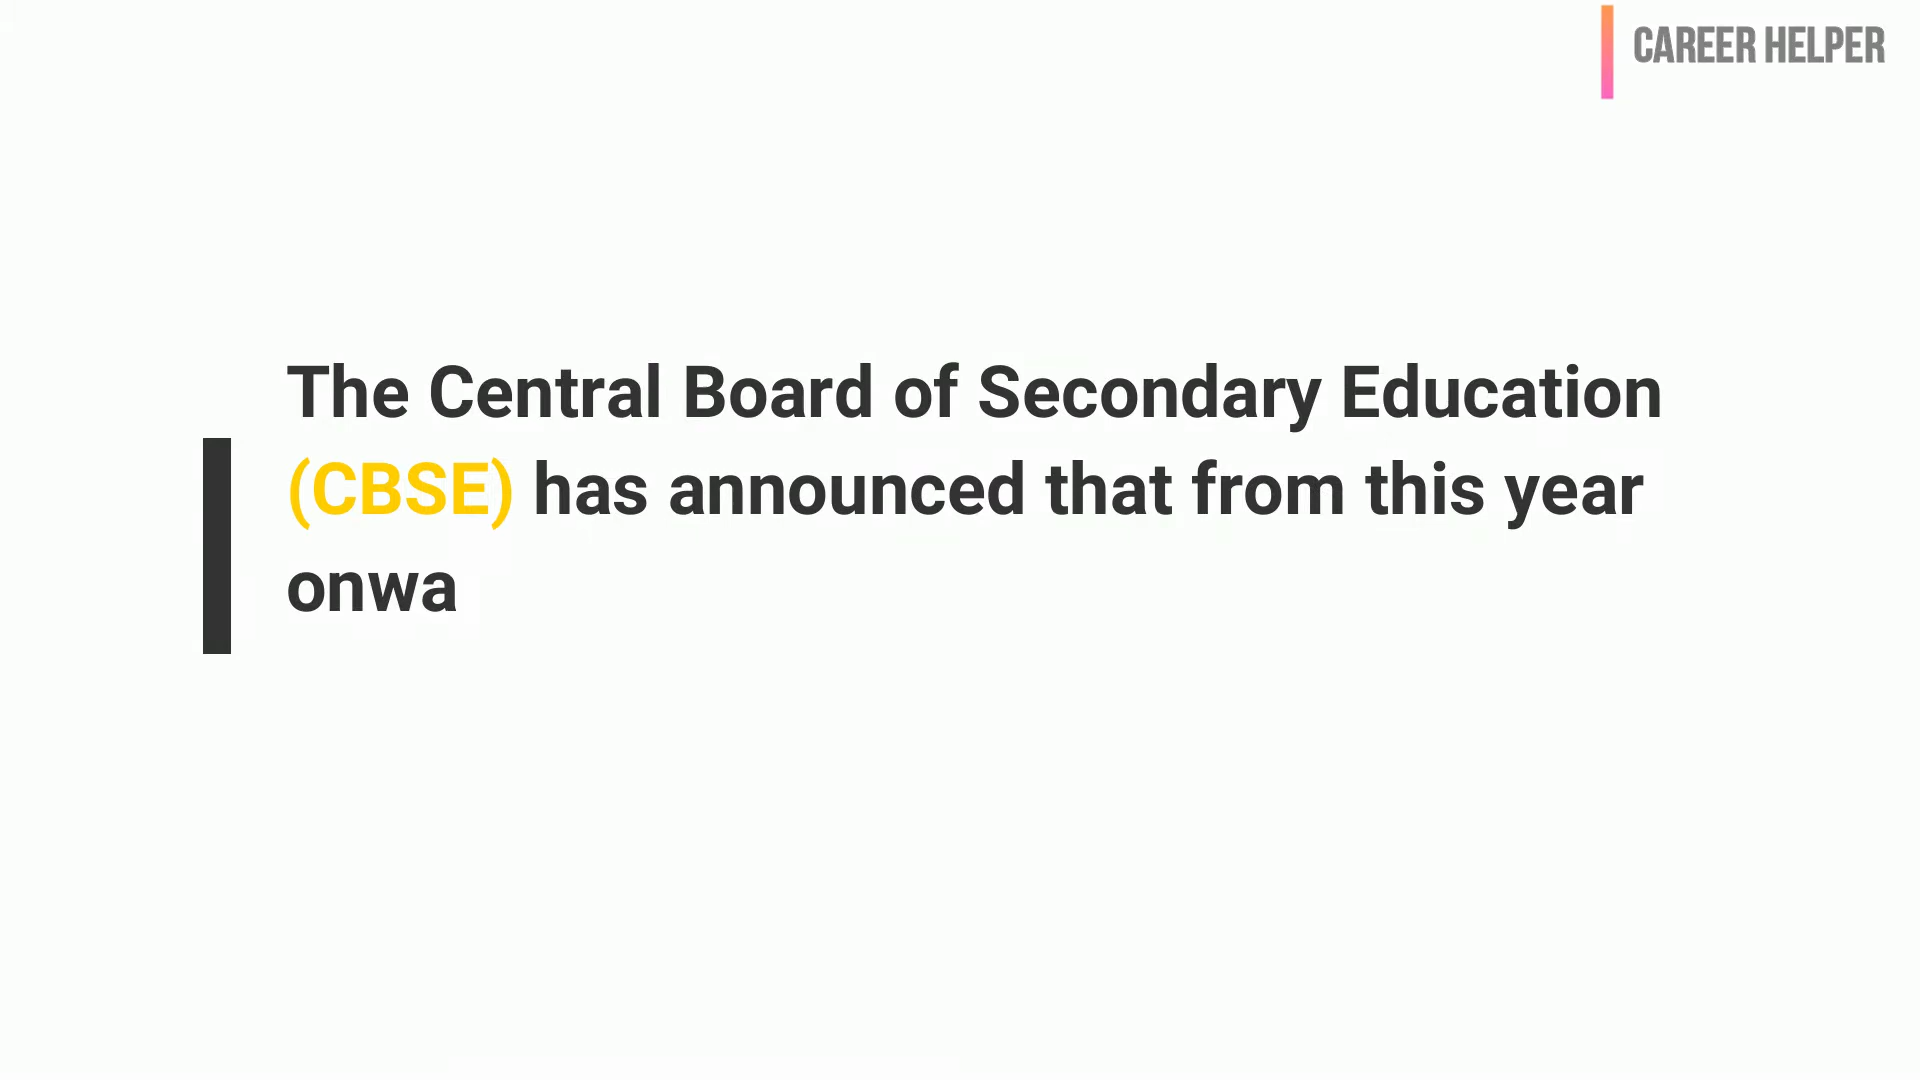 CAREER HELPER
The Central Board of Secondary Education
(CBSE) has announced that from this year
onwa